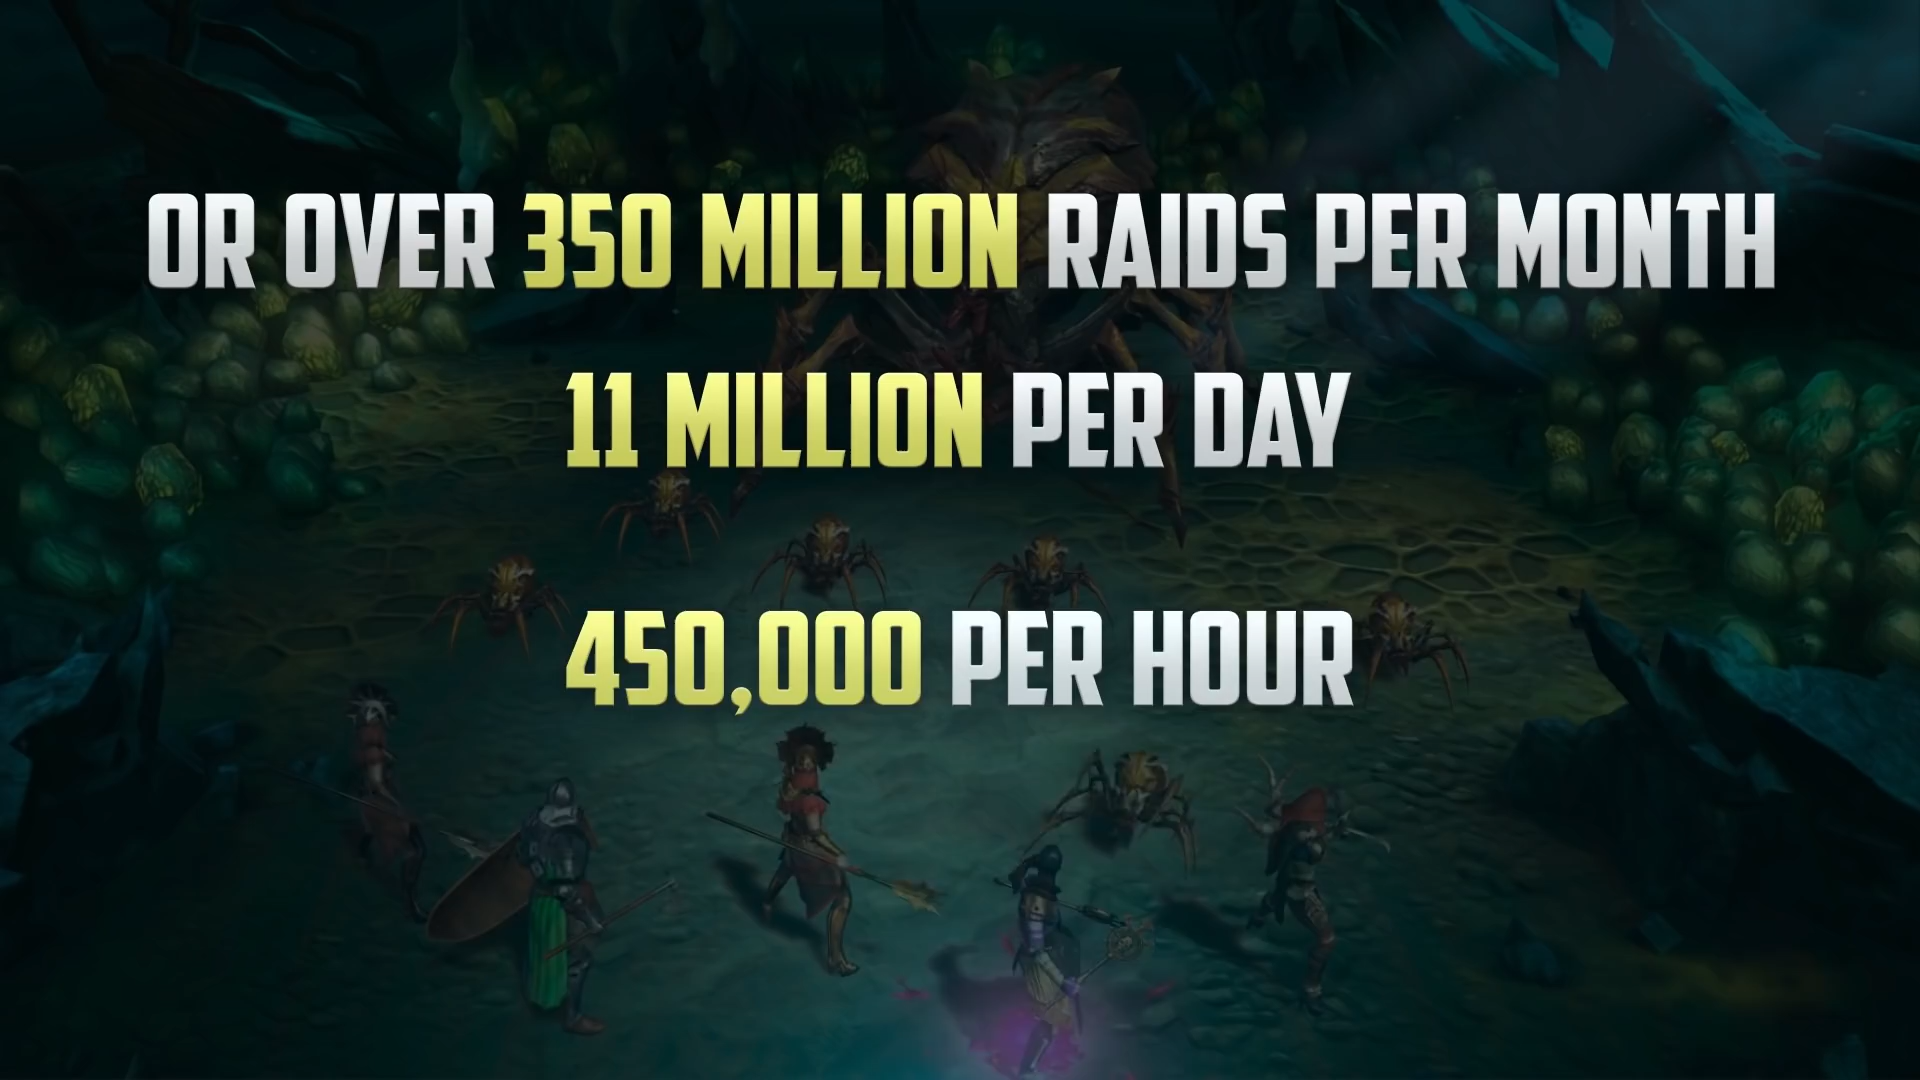 OR OVER 350 MILLION RAIDS PER MONTH
11 MILLION PER DAY
450,000 PER HOUR